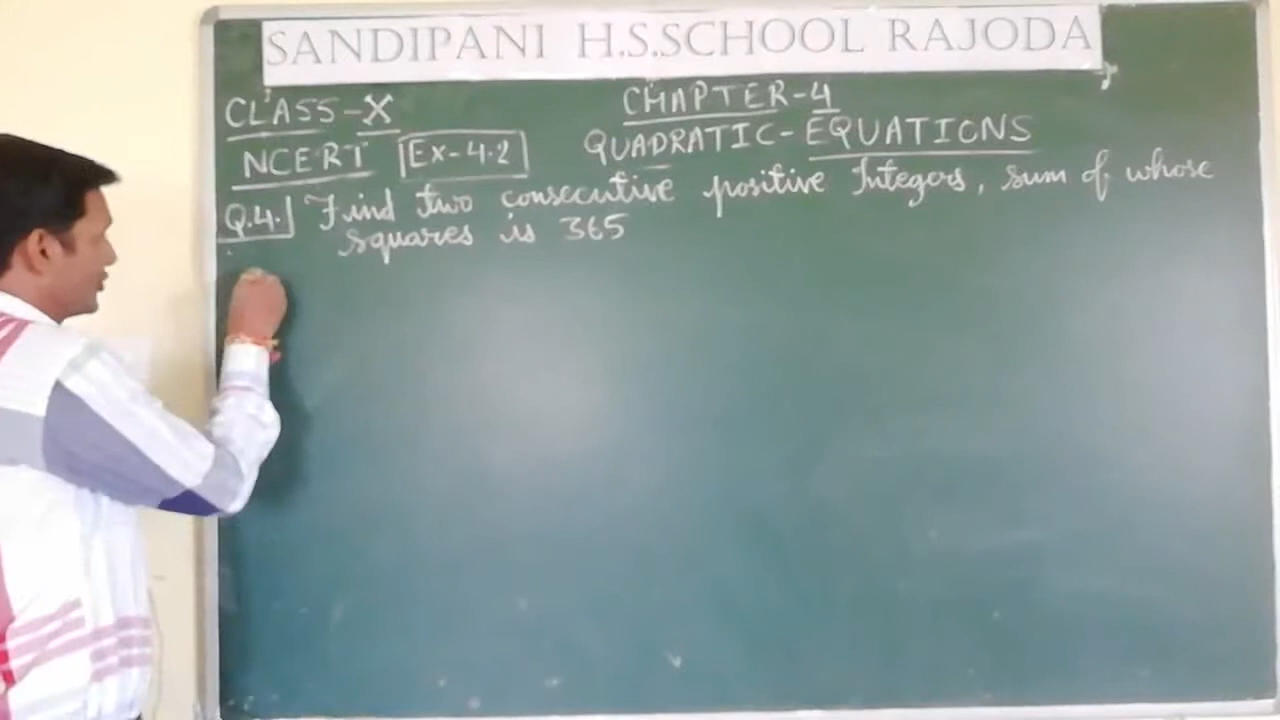 SANDIPANI H.S.SCHOOL RAJODA
CLASS-X
CHAPTER-4
NCERT Ex-4.2
QUADRATIC-EQUATIONS
Q.4. Find two consecutive positive Integers, sum of whose
squares is 365